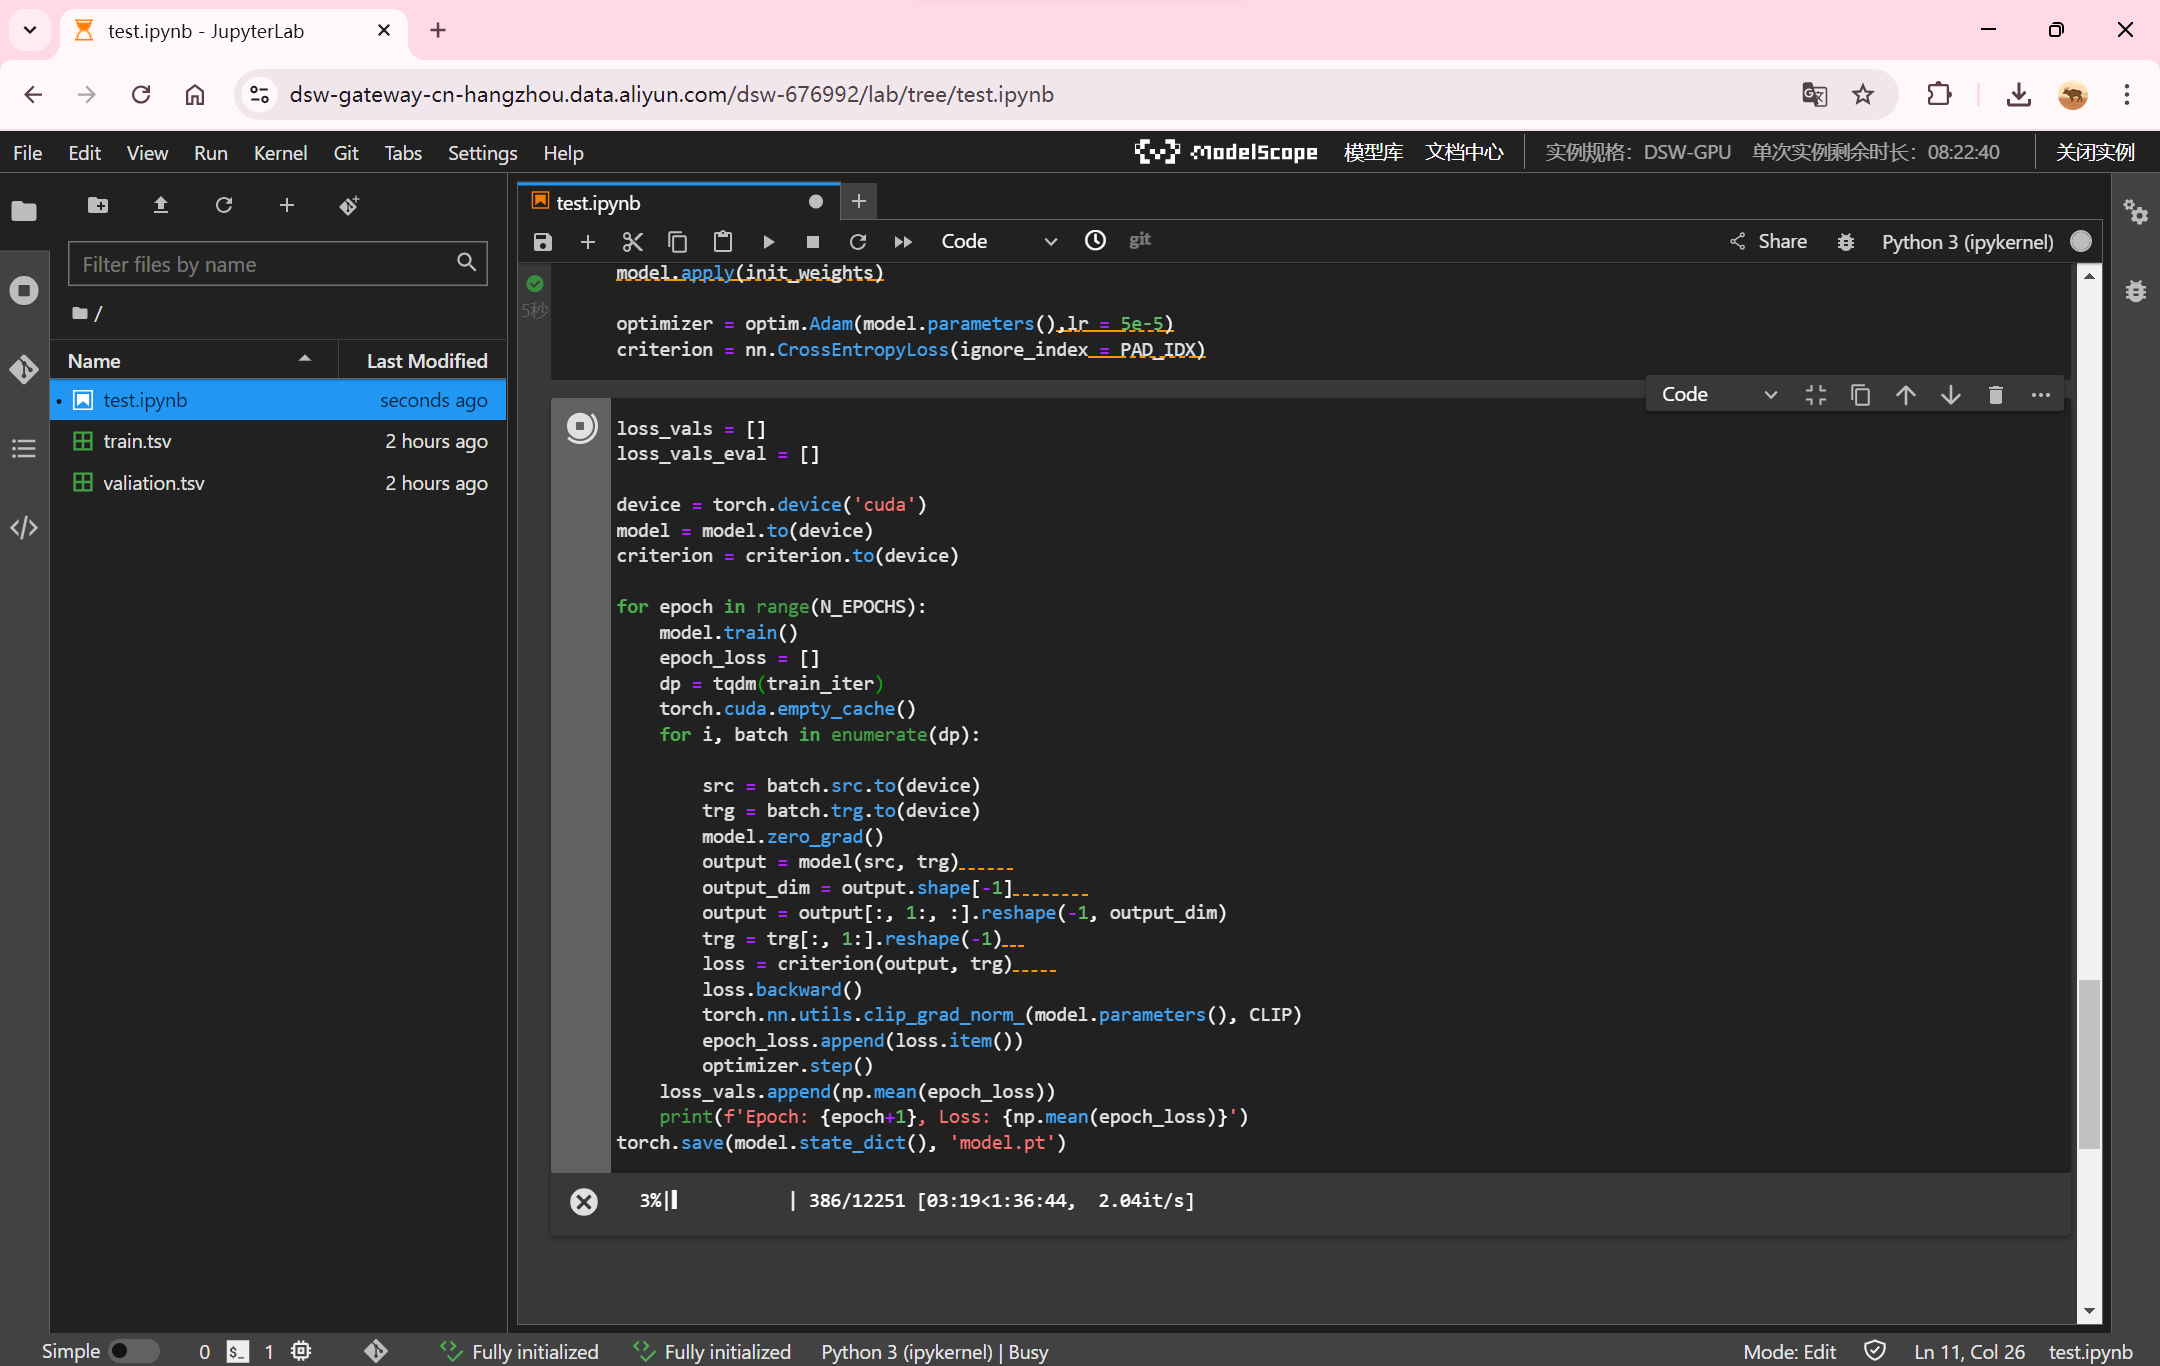 test.ipynb - JupyterLab
dsw-gateway-cn-hangzhou.data.aliyun.com/dsw-676992/lab/tree/test.ipynb
File Edit View Run Kernel Git Tabs Settings Help
ModelScope 模型库 文档中心 实例规格：DSW-GPU 单次实例剩余时长：08:22:40 关闭实例
Filter files by name
/
Name Last Modified
test.ipynb seconds ago
train.tsv 2 hours ago
valiation.tsv 2 hours ago
test.ipynb
Code git Share Python 3 (ipykernel)
5秒
model.apply(init_weights)
optimizer = optim.Adam(model.parameters(),lr = 5e-5)
criterion = nn.CrossEntropyLoss(ignore_index = PAD_IDX)
Code
loss_vals = []
loss_vals_eval = []
device = torch.device('cuda')
model = model.to(device)
criterion = criterion.to(device)
for epoch in range(N_EPOCHS):
    model.train()
    epoch_loss = []
    dp = tqdm(train_iter)
    torch.cuda.empty_cache()
    for i, batch in enumerate(dp):
        src = batch.src.to(device)
        trg = batch.trg.to(device)
        model.zero_grad()
        output = model(src, trg)
        output_dim = output.shape[-1]
        output = output[:, 1:, :].reshape(-1, output_dim)
        trg = trg[:, 1:].reshape(-1)
        loss = criterion(output, trg)
        loss.backward()
        torch.nn.utils.clip_grad_norm_(model.parameters(), CLIP)
        epoch_loss.append(loss.item())
        optimizer.step()
    loss_vals.append(np.mean(epoch_loss))
    print(f'Epoch: {epoch+1}, Loss: {np.mean(epoch_loss)}')
torch.save(model.state_dict(), 'model.pt')
3%| | 386/12251 [03:19<1:36:44, 2.04it/s]
Simple 0 $_ 1 Fully initialized Fully initialized Python 3 (ipykernel) | Busy Mode: Edit Ln 11, Col 26 test.ipynb